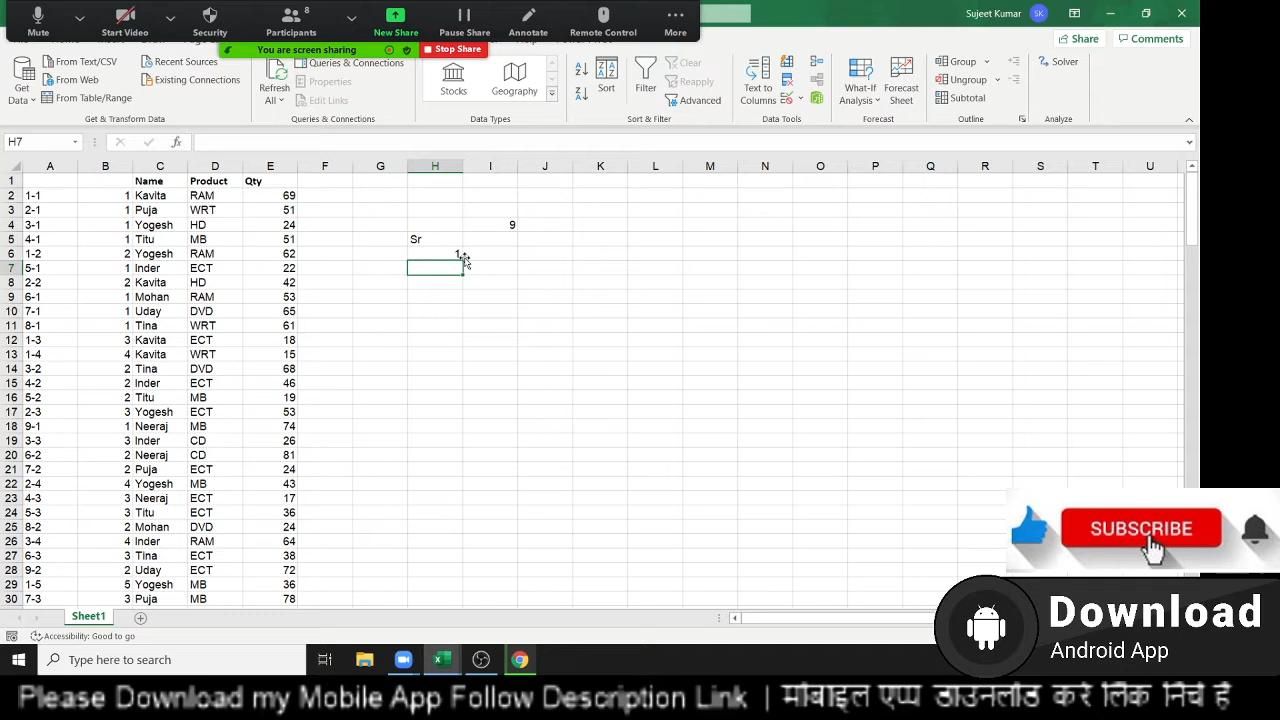 Mute
Start Video
Security
Participants
8
New Share
Pause Share
Annotate
Remote Control
More
You are screen sharing
Stop Share
Sujeet Kumar
SK
Share
Comments
Get Data
From Text/CSV
From Web
From Table/Range
Recent Sources
Existing Connections
Get & Transform Data
Refresh All
Queries & Connections
Properties
Edit Links
Queries & Connections
Stocks
Geography
Data Types
Sort
Filter
Clear
Reapply
Advanced
Sort & Filter
Text to Columns
Data Tools
What-If Analysis
Forecast Sheet
Forecast
Group
Ungroup
Subtotal
Outline
Solver
Analyze
H7
fx
A B C D E F G H I J K L M N O P Q R S T U
1 Name Product Qty
2 1-1 1 Kavita RAM 69
3 2-1 1 Puja WRT 51
4 3-1 1 Yogesh HD 24 9
5 4-1 1 Titu MB 51 Sr
6 1-2 2 Yogesh RAM 62 1
7 5-1 1 Inder ECT 22
8 2-2 2 Kavita HD 42
9 6-1 1 Mohan RAM 53
10 7-1 1 Uday DVD 65
11 8-1 1 Tina WRT 61
12 1-3 3 Kavita ECT 18
13 1-4 4 Kavita WRT 15
14 3-2 2 Tina DVD 68
15 4-2 2 Inder ECT 46
16 5-2 2 Titu MB 19
17 2-3 3 Yogesh ECT 53
18 9-1 1 Neeraj MB 74
19 3-3 3 Inder CD 26
20 6-2 2 Neeraj CD 81
21 7-2 2 Puja ECT 24
22 2-4 4 Yogesh MB 43
23 4-3 3 Neeraj ECT 17
24 5-3 3 Titu ECT 36
25 8-2 2 Mohan DVD 24
26 3-4 4 Inder RAM 64
27 6-3 3 Tina ECT 38
28 9-2 2 Uday ECT 72
29 1-5 5 Yogesh MB 36
30 7-3 3 Puja MB 78
Sheet1
Accessibility: Good to go
SUBSCRIBE
Download
Android App
Type here to search
Please Download my Mobile App Follow Description Link | मोबाइल एप्प डाउनलोड करे लिंक निचे है